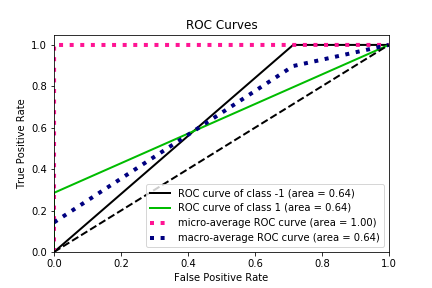 ROC Curves
True Positive Rate
1.0
0.8
0.6
0.4
0.2
0.0
ROC curve of class -1 (area = 0.64)
ROC curve of class 1 (area = 0.64)
micro-average ROC curve (area = 1.00)
macro-average ROC curve (area = 0.64)
0.0 0.2 0.4 0.6 0.8 1.0
False Positive Rate